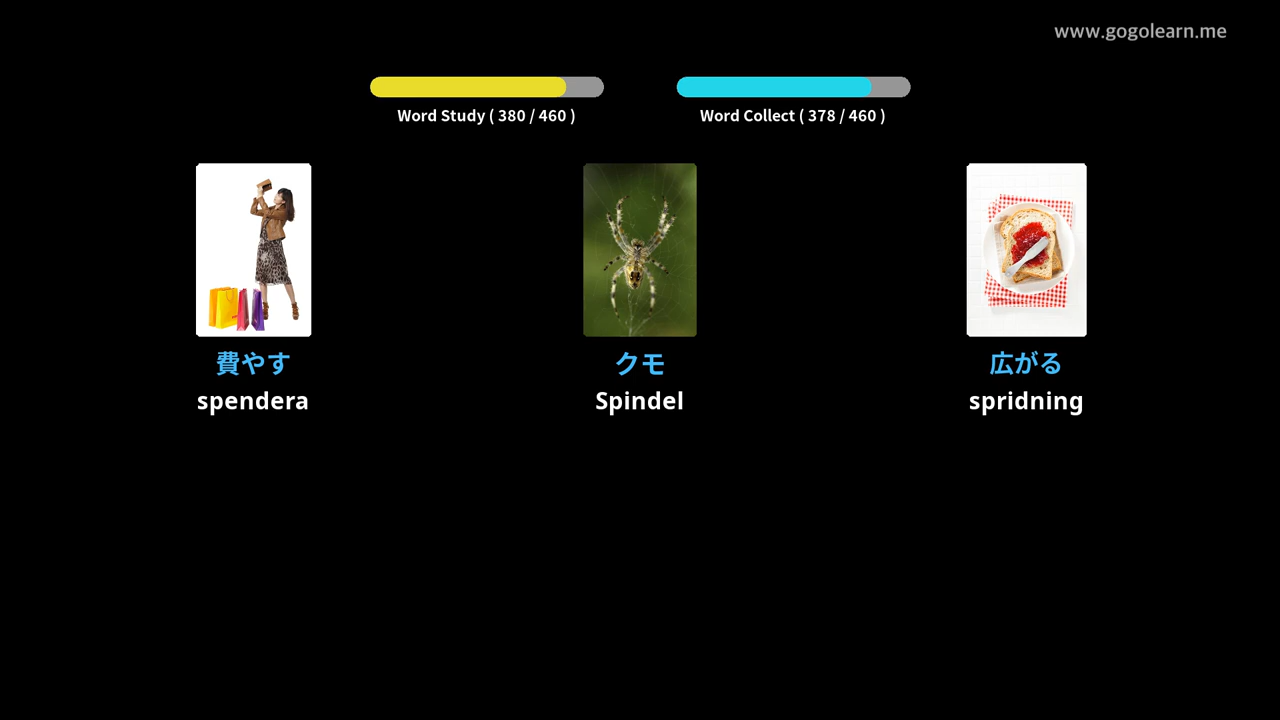 www.gogolearn.me
Word Study ( 380 / 460 )
Word Collect ( 378 / 460 )
費やす
spendera
クモ
Spindel
広がる
spridning